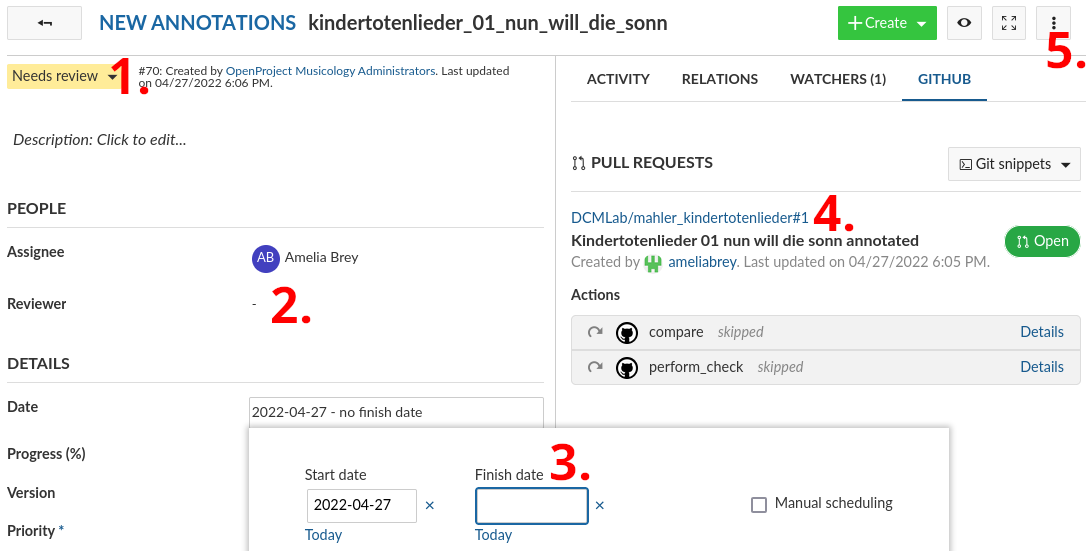 NEW ANNOTATIONS kindertotenlieder_01_nun_will_die_sonn
Create
5.
Needs review
1.
#70: Created by OpenProject Musicology Administrators. Last updated
on 04/27/2022 6:06 PM.
Description: Click to edit...
PEOPLE
Assignee
AB Amelia Brey
Reviewer
-
2.
DETAILS
Date
2022-04-27 - no finish date
Progress (%)
Version
Priority *
Start date
2022-04-27 ×
Today
Finish date
3.
×
Today
Manual scheduling
ACTIVITY RELATIONS WATCHERS (1) GITHUB
PULL REQUESTS
Git snippets
DCMLab/mahler_kindertotenlieder#1
4.
Kindertotenlieder 01 nun will die sonn annotated
Open
Created by ameliabrey. Last updated on 04/27/2022 6:05 PM.
Actions
compare skipped Details
perform_check skipped Details